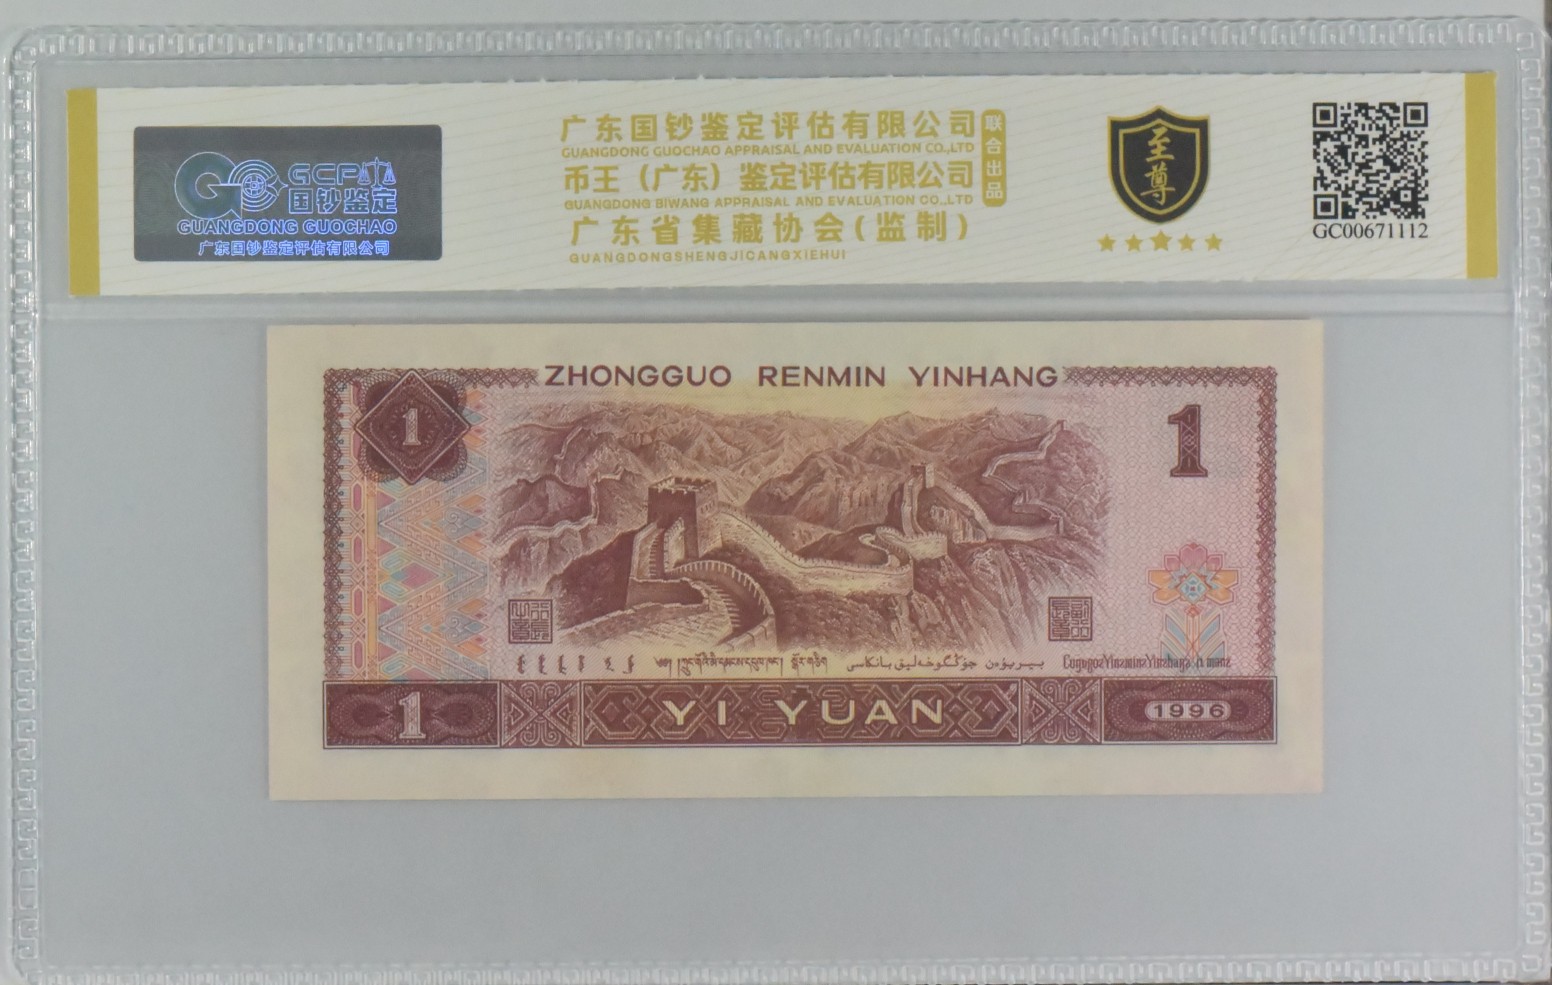 GCP
国钞鉴定
GUANGDONG GUOCHAO
广东国钞鉴定评估有限公司
广东国钞鉴定评估有限公司
GUANGDONG GUOCHAO APPRAISAL AND EVALUATION CO.,LTD
币王（广东）鉴定评估有限公司
GUANGDONG BIWANG APPRAISAL AND EVALUATION CO.,LTD
广东省集藏协会(监制)
GUANGDONGSHENGJICANGXIEHUI
联合出品
至尊
GC00671112
ZHONGGUO RENMIN YINHANG
1
1
1
YI YUAN
1996